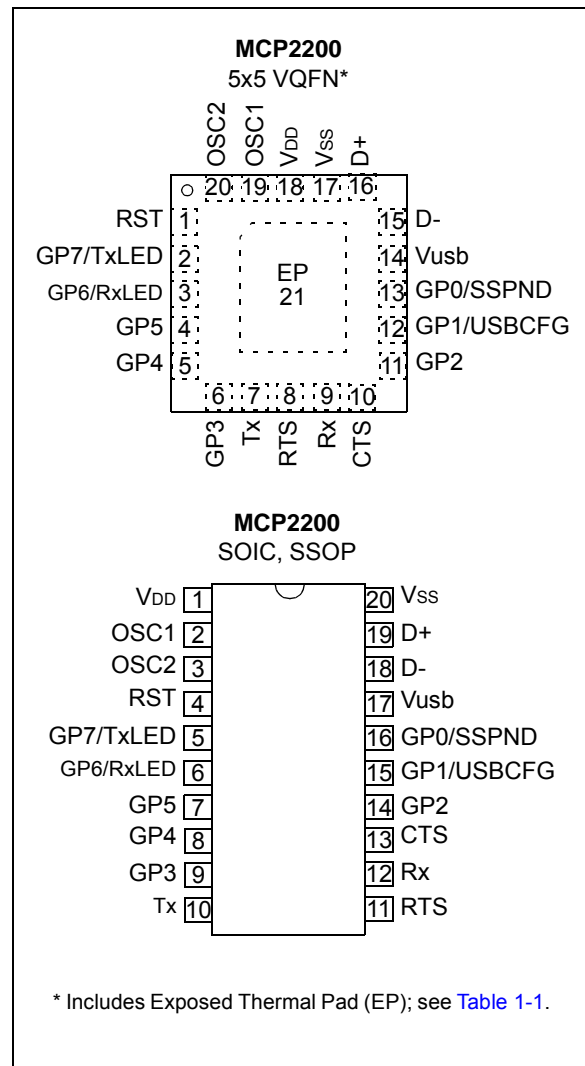 MCP2200
5x5 VQFN*
OSC2 OSC1 VDD VSS D+
20 19 18 17 16
RST 1 15 D-
GP7/TxLED 2 14 Vusb
EP
GP6/RxLED 3 13 GP0/SSPND
21
GP5 4 12 GP1/USBCFG
GP4 5 11 GP2
6 7 8 9 10
GP3 Tx RTS Rx CTS
MCP2200
SOIC, SSOP
VDD 1 20 VSS
OSC1 2 19 D+
OSC2 3 18 D-
RST 4 17 Vusb
GP7/TxLED 5 16 GP0/SSPND
GP6/RxLED 6 15 GP1/USBCFG
GP5 7 14 GP2
GP4 8 13 CTS
GP3 9 12 Rx
Tx 10 11 RTS
* Includes Exposed Thermal Pad (EP); see Table 1-1.